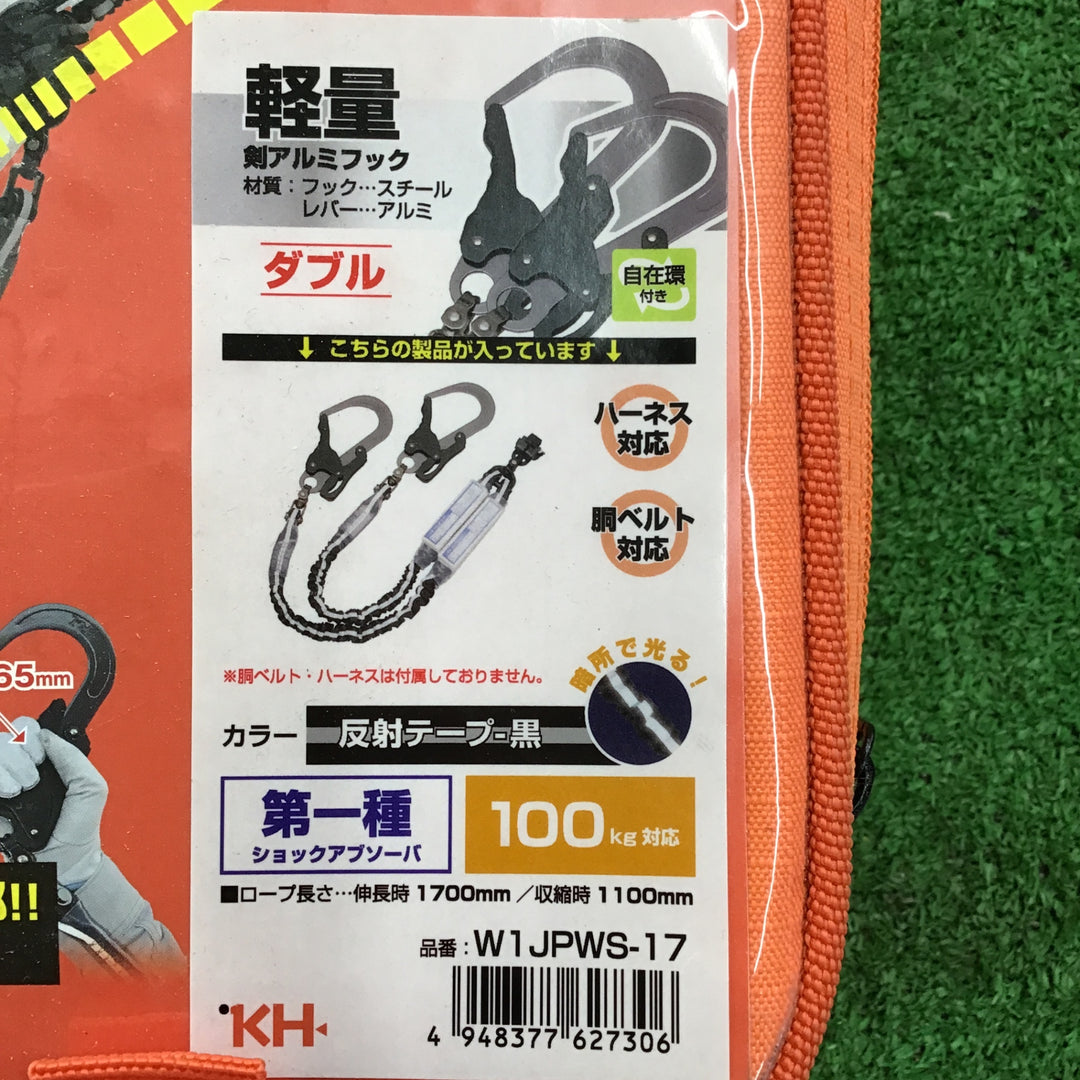 軽量
剣アルミフック
材質：フック…スチール
レバー…アルミ
ダブル
自在環
付き
↓ こちらの製品が入っています ↓
ハーネス
対応
胴ベルト
対応
65mm
※胴ベルト・ハーネスは付属しておりません。
暗所で光る！
カラー 反射テープ-黒
第一種
ショックアブソーバ
100kg対応
■ロープ長さ…伸長時 1700mm ／収縮時 1100mm
!!
品番：W1JPWS-17
KH
4 948377 627306